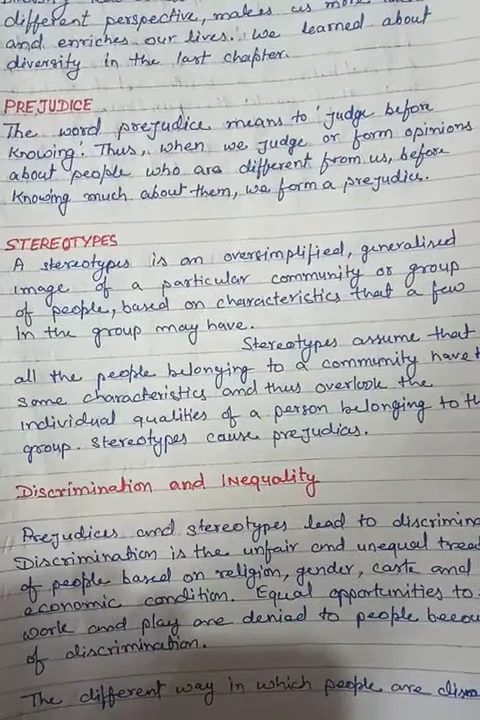 different perspective, makes us more
and enriches our lives. We learned about
diversity in the last chapter.
PREJUDICE
The word prejudice means to 'judge before
knowing'. Thus, when we judge or form opinions
about people who are different from us, before
knowing much about them, we form a prejudice.
STEREOTYPES
A stereotypes is an oversimplified, generalised
image of a particular community or group
of people, based on characteristics that a few
in the group may have.
Stereotypes assume that
all the people belonging to a community have t
same characteristics and thus overlook the
individual qualities of a person belonging to th
group. Stereotypes cause prejudices.
Discrimination and INequality
Prejudices and stereotypes lead to discrimina
Discrimination is the unfair and unequal trea
of people based on religion, gender, caste and
economic condition. Equal opportunities to
work and play are denied to people becou
of discrimination.
The different way in which people are